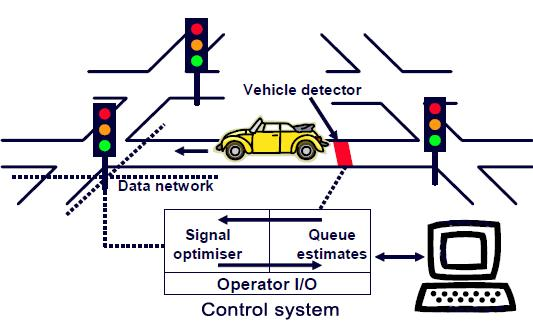 Vehicle detector
Data network
Signal
optimiser
Queue
estimates
Operator I/O
Control system